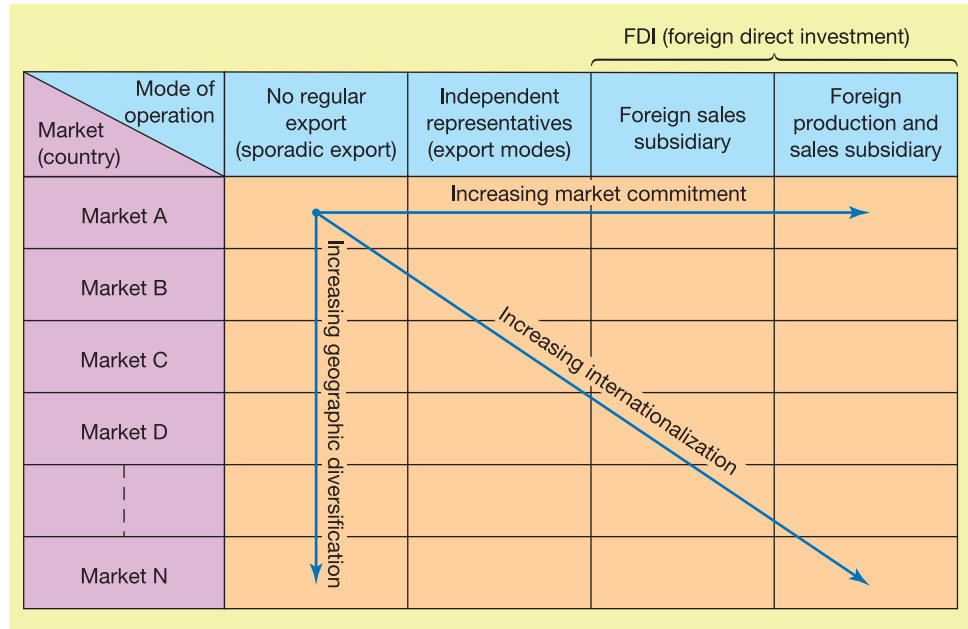 FDI (foreign direct investment)
Mode of
operation
Market
(country)
No regular
export
(sporadic export)
Independent
representatives
(export modes)
Foreign sales
subsidiary
Foreign
production and
sales subsidiary
Market A
Increasing market commitment
Market B
Market C
Market D
Market N
Increasing geographic diversification
Increasing internationalization